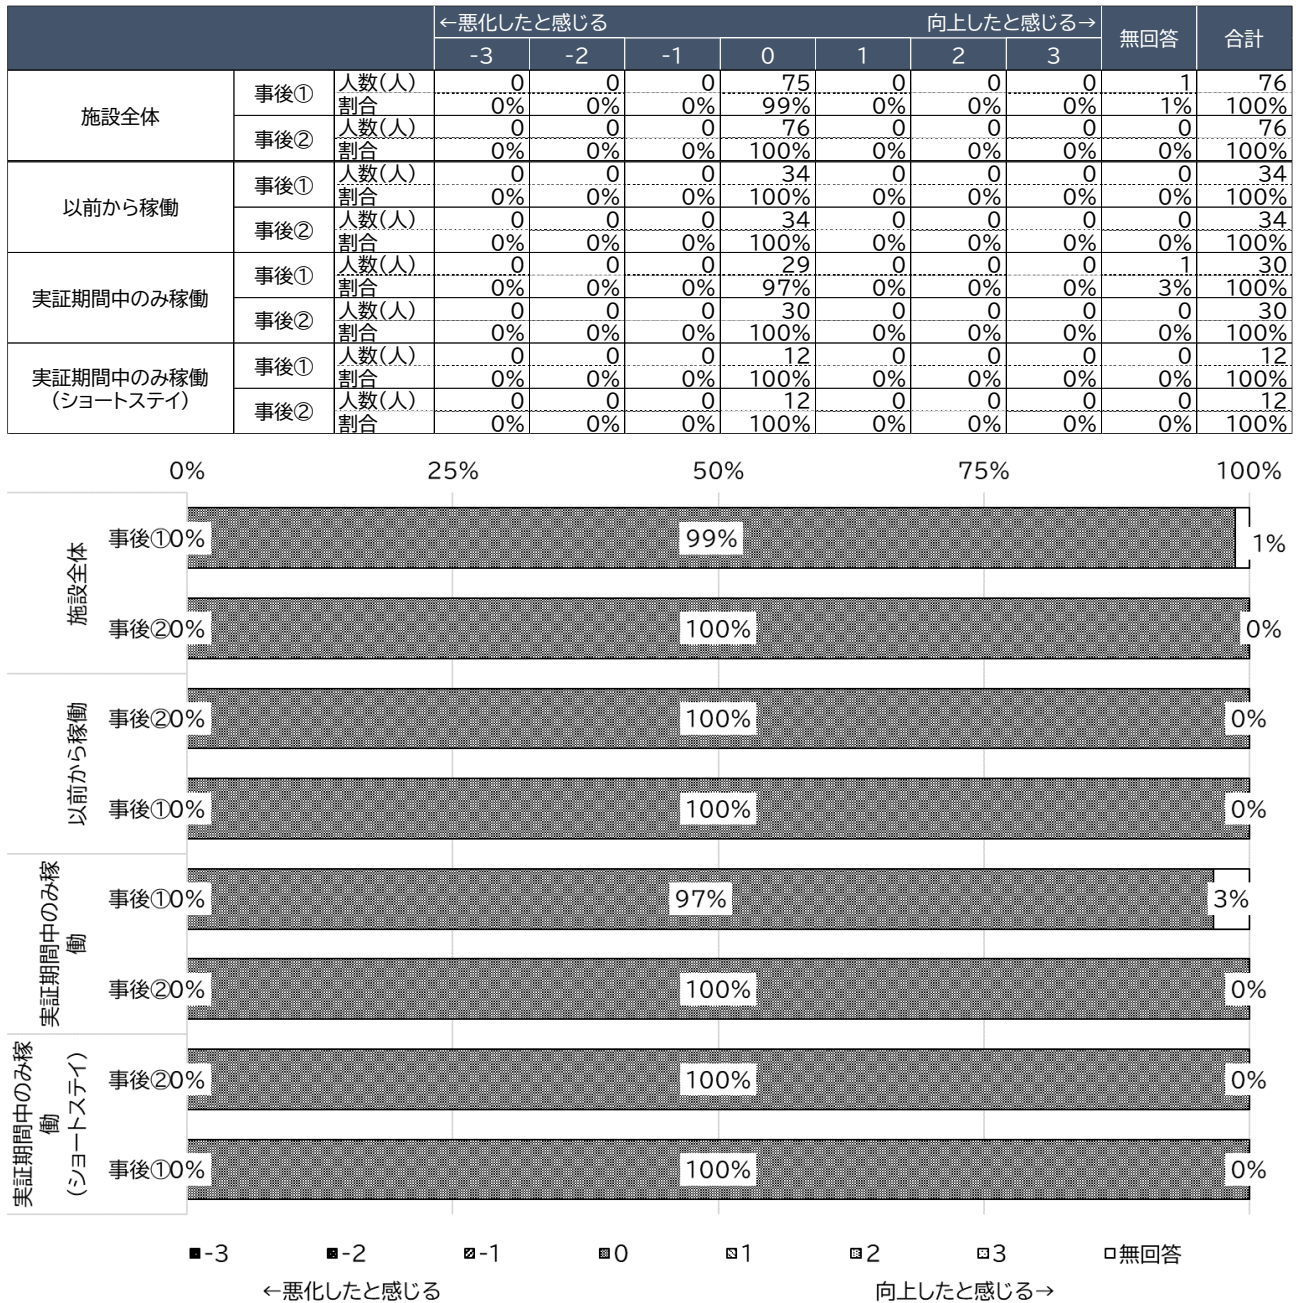 ←悪化したと感じる 向上したと感じる→ 無回答 合計
-3 -2 -1 0 1 2 3
施設全体 事後① 人数(人) 0 0 0 75 0 0 0 1 76
割合 0% 0% 0% 99% 0% 0% 0% 1% 100%
事後② 人数(人) 0 0 0 76 0 0 0 0 76
割合 0% 0% 0% 100% 0% 0% 0% 0% 100%
以前から稼働 事後① 人数(人) 0 0 0 34 0 0 0 0 34
割合 0% 0% 0% 100% 0% 0% 0% 0% 100%
事後② 人数(人) 0 0 0 34 0 0 0 0 34
割合 0% 0% 0% 100% 0% 0% 0% 0% 100%
実証期間中のみ稼働 事後① 人数(人) 0 0 0 29 0 0 0 1 30
割合 0% 0% 0% 97% 0% 0% 0% 3% 100%
事後② 人数(人) 0 0 0 30 0 0 0 0 30
割合 0% 0% 0% 100% 0% 0% 0% 0% 100%
実証期間中のみ稼働
(ショートステイ) 事後① 人数(人) 0 0 0 12 0 0 0 0 12
割合 0% 0% 0% 100% 0% 0% 0% 0% 100%
事後② 人数(人) 0 0 0 12 0 0 0 0 12
割合 0% 0% 0% 100% 0% 0% 0% 0% 100%
0% 25% 50% 75% 100%
施設全体
事後① 0% 99% 1%
事後② 0% 100% 0%
以前から稼働
事後② 0% 100% 0%
事後① 0% 100% 0%
実証期間中のみ稼
働
事後① 0% 97% 3%
事後② 0% 100% 0%
実証期間中のみ稼
働
(ショートステイ)
事後② 0% 100% 0%
事後① 0% 100% 0%
-3 -2 -1 0 1 2 3 無回答
←悪化したと感じる 向上したと感じる→